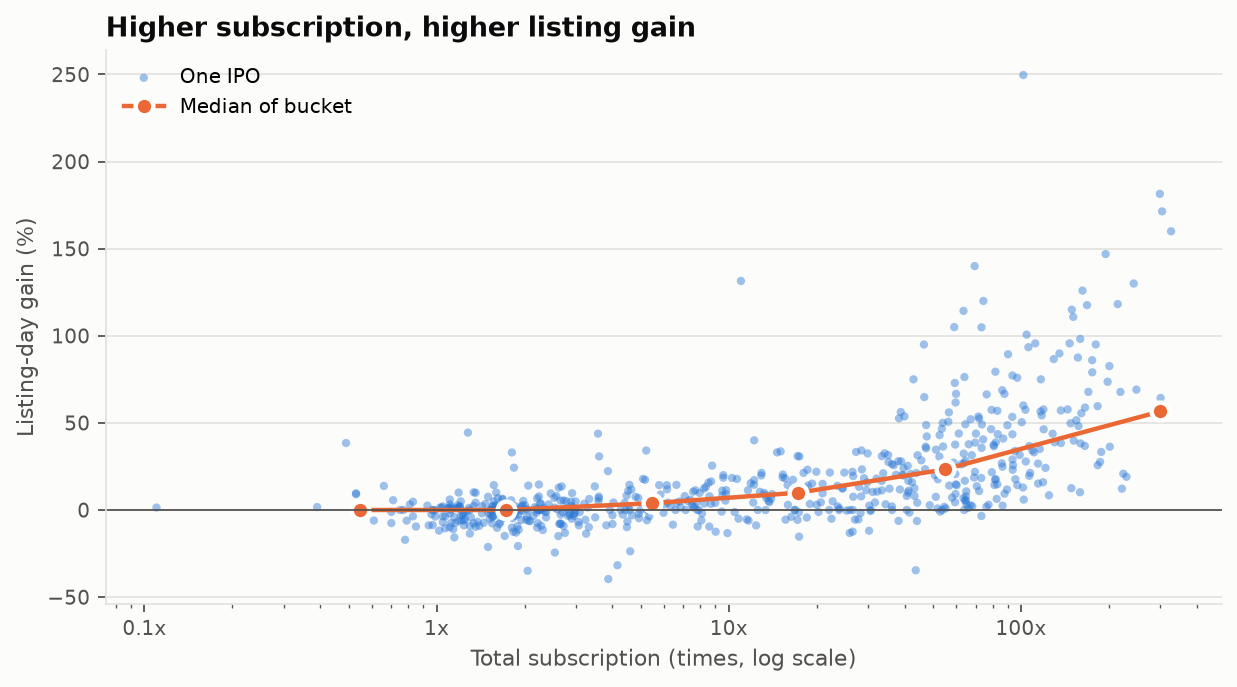 Higher subscription, higher listing gain
One IPO
Median of bucket
Listing-day gain (%)
250
200
150
100
50
0
−50
0.1x 1x 10x 100x
Total subscription (times, log scale)